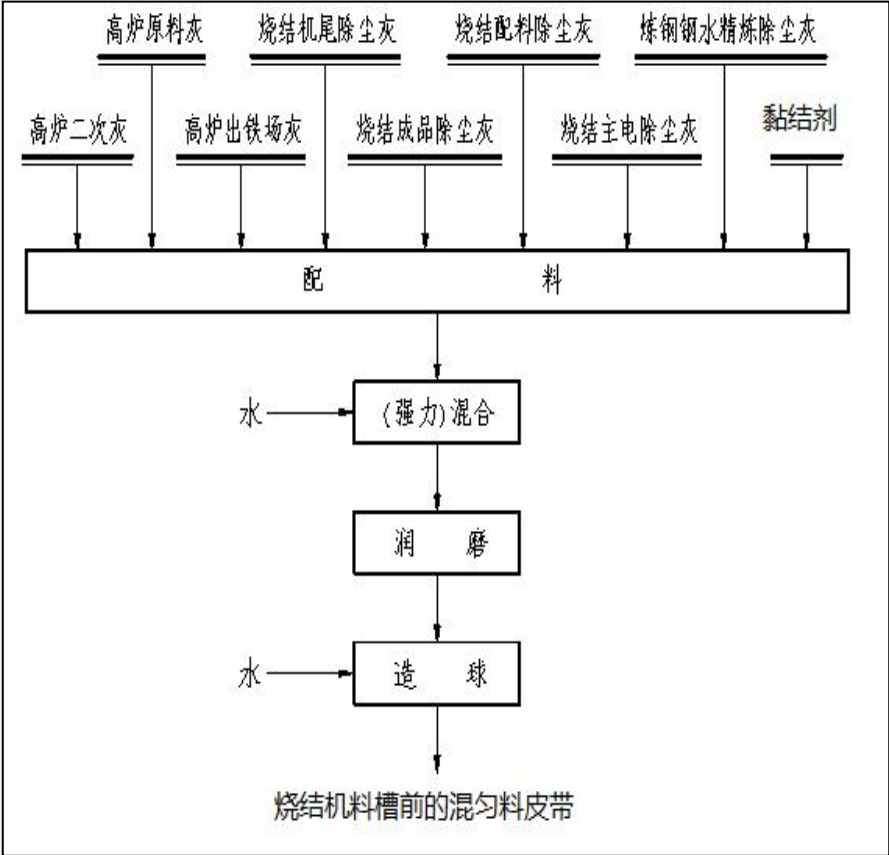 高炉原料灰 烧结机尾除尘灰 烧结配料除尘灰 炼钢钢水精炼除尘灰
高炉二次灰 高炉出铁场灰 烧结成品除尘灰 烧结主电除尘灰 黏结剂
配 料
水 (强力)混合
润 磨
水 造 球
烧结机料槽前的混匀料皮带